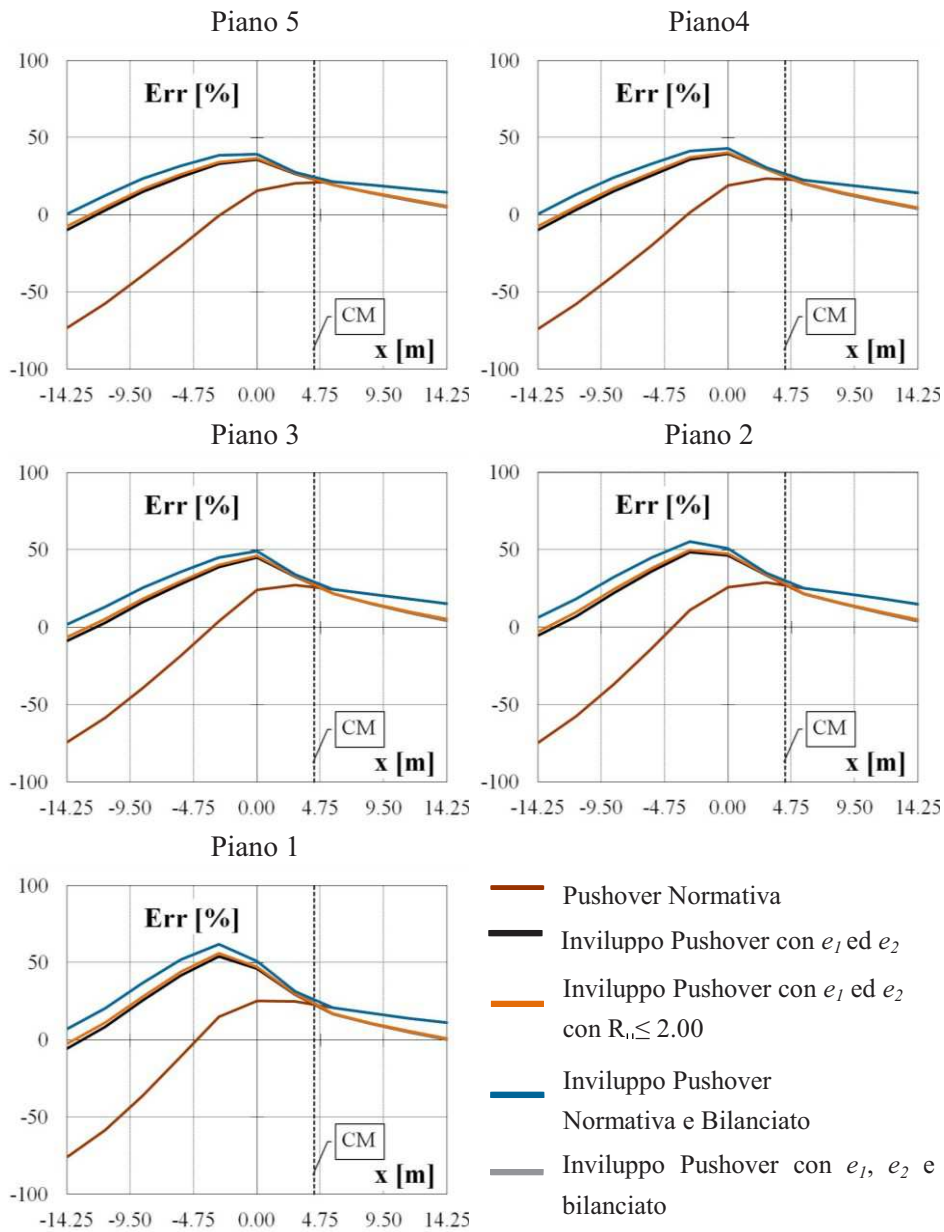 Piano 5
100
Err [%]
50
0
-50
CM
x [m]
-100
-14.25 -9.50 -4.75 0.00 4.75 9.50 14.25
Piano4
100
Err [%]
50
0
-50
CM
x [m]
-100
-14.25 -9.50 -4.75 0.00 4.75 9.50 14.25
Piano 3
100
Err [%]
50
0
-50
CM
x [m]
-100
-14.25 -9.50 -4.75 0.00 4.75 9.50 14.25
Piano 2
100
Err [%]
50
0
-50
CM
x [m]
-100
-14.25 -9.50 -4.75 0.00 4.75 9.50 14.25
Piano 1
100
Err [%]
50
0
-50
CM
x [m]
-100
-14.25 -9.50 -4.75 0.00 4.75 9.50 14.25
Pushover Normativa
Inviluppo Pushover con e1 ed e2
Inviluppo Pushover con e1 ed e2
con Rμ≤ 2.00
Inviluppo Pushover
Normativa e Bilanciato
Inviluppo Pushover con e1, e2 e
bilanciato